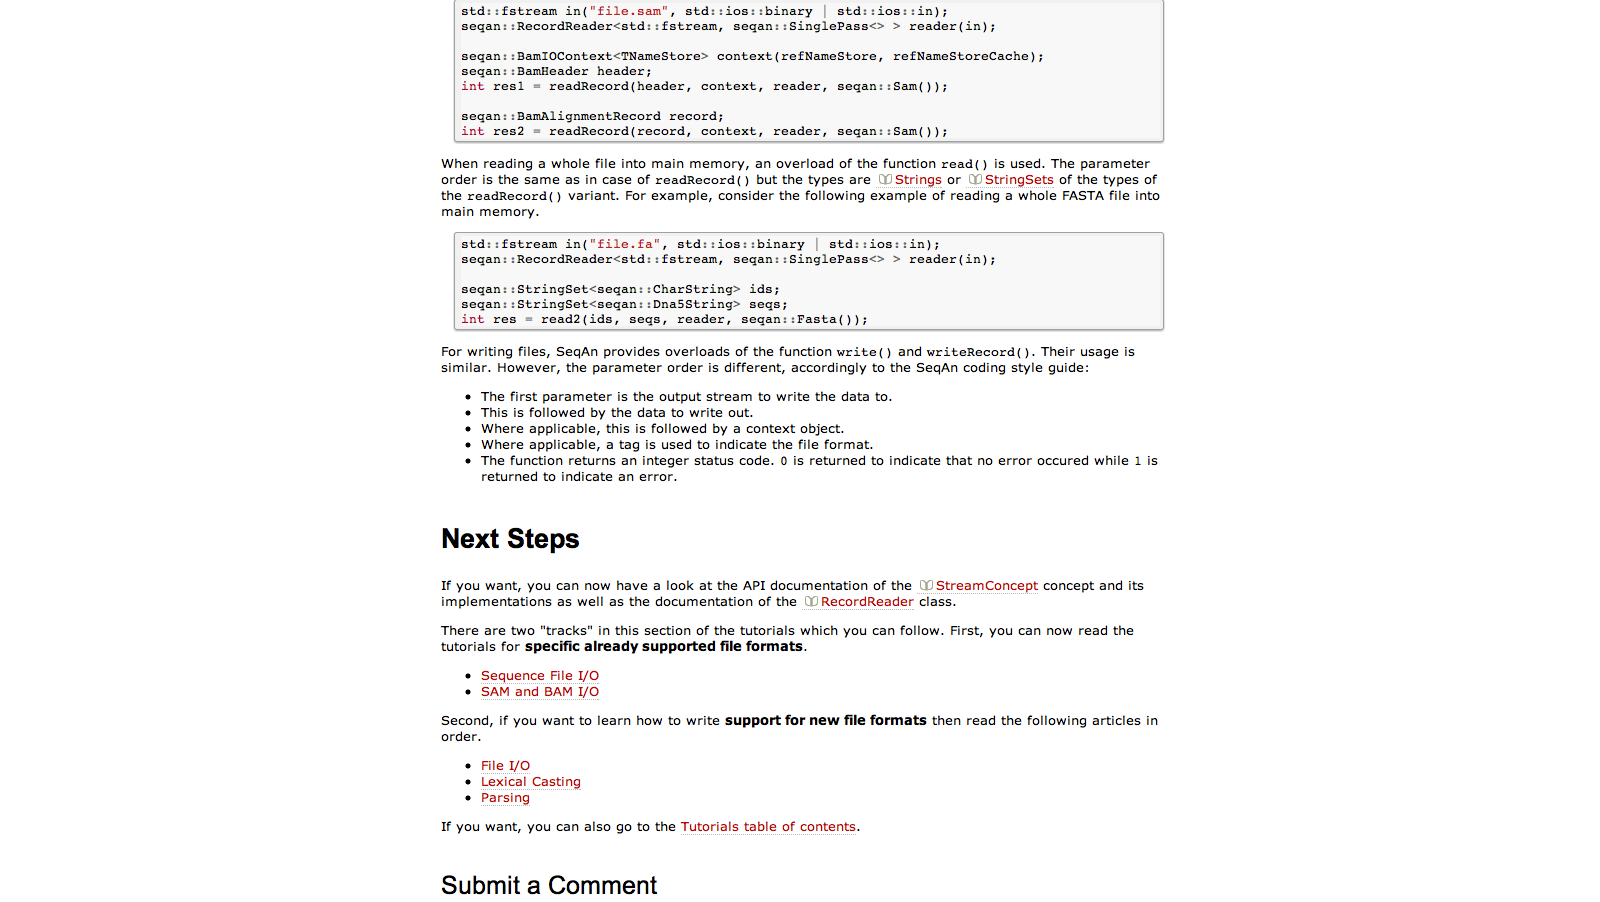 std::fstream in("file.sam", std::ios::binary | std::ios::in);
seqan::RecordReader<std::fstream, seqan::SinglePass<> > reader(in);
seqan::BamIOContext<TNameStore> context(refNameStore, refNameStoreCache);
seqan::BamHeader header;
int res1 = readRecord(header, context, reader, seqan::Sam());
seqan::BamAlignmentRecord record;
int res2 = readRecord(record, context, reader, seqan::Sam());
When reading a whole file into main memory, an overload of the function read() is used. The parameter
order is the same as in case of readRecord() but the types are Strings or StringSets of the types of
the readRecord() variant. For example, consider the following example of reading a whole FASTA file into
main memory.
std::fstream in("file.fa", std::ios::binary | std::ios::in);
seqan::RecordReader<std::fstream, seqan::SinglePass<> > reader(in);
seqan::StringSet<seqan::CharString> ids;
seqan::StringSet<seqan::Dna5String> seqs;
int res = read2(ids, seqs, reader, seqan::Fasta());
For writing files, SeqAn provides overloads of the function write() and writeRecord(). Their usage is
similar. However, the parameter order is different, accordingly to the SeqAn coding style guide:
• The first parameter is the output stream to write the data to.
• This is followed by the data to write out.
• Where applicable, this is followed by a context object.
• Where applicable, a tag is used to indicate the file format.
• The function returns an integer status code. 0 is returned to indicate that no error occured while 1 is
returned to indicate an error.
Next Steps
If you want, you can now have a look at the API documentation of the StreamConcept concept and its
implementations as well as the documentation of the RecordReader class.
There are two "tracks" in this section of the tutorials which you can follow. First, you can now read the
tutorials for specific already supported file formats.
• Sequence File I/O
• SAM and BAM I/O
Second, if you want to learn how to write support for new file formats then read the following articles in
order.
• File I/O
• Lexical Casting
• Parsing
If you want, you can also go to the Tutorials table of contents.
Submit a Comment